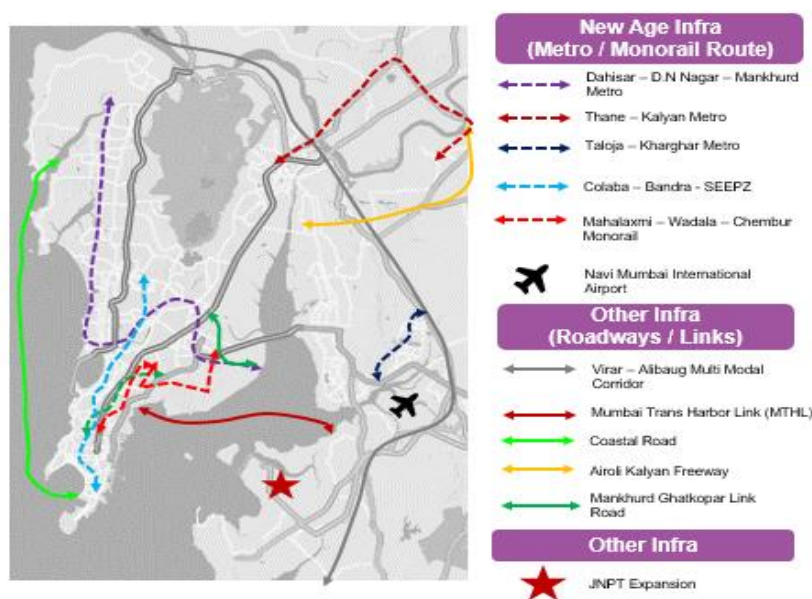 New Age Infra
(Metro / Monorail Route)
Dahisar – D.N Nagar – Mankhurd
Metro
Thane – Kalyan Metro
Taloja – Kharghar Metro
Colaba – Bandra - SEEPZ
Mahalaxmi – Wadala – Chembur
Monorail
Navi Mumbai International
Airport
Other Infra
(Roadways / Links)
Virar – Alibaug Multi Modal
Corridor
Mumbai Trans Harbor Link (MTHL)
Coastal Road
Airoli Kalyan Freeway
Mankhurd Ghatkopar Link
Road
Other Infra
JNPT Expansion